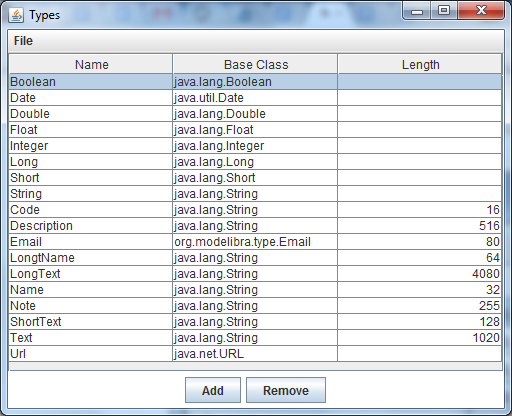 Types
File
Name Base Class Length
Boolean java.lang.Boolean
Date java.util.Date
Double java.lang.Double
Float java.lang.Float
Integer java.lang.Integer
Long java.lang.Long
Short java.lang.Short
String java.lang.String
Code java.lang.String 16
Description java.lang.String 516
Email org.modelibra.type.Email 80
LongtName java.lang.String 64
LongText java.lang.String 4080
Name java.lang.String 32
Note java.lang.String 255
ShortText java.lang.String 128
Text java.lang.String 1020
Url java.net.URL
Add Remove